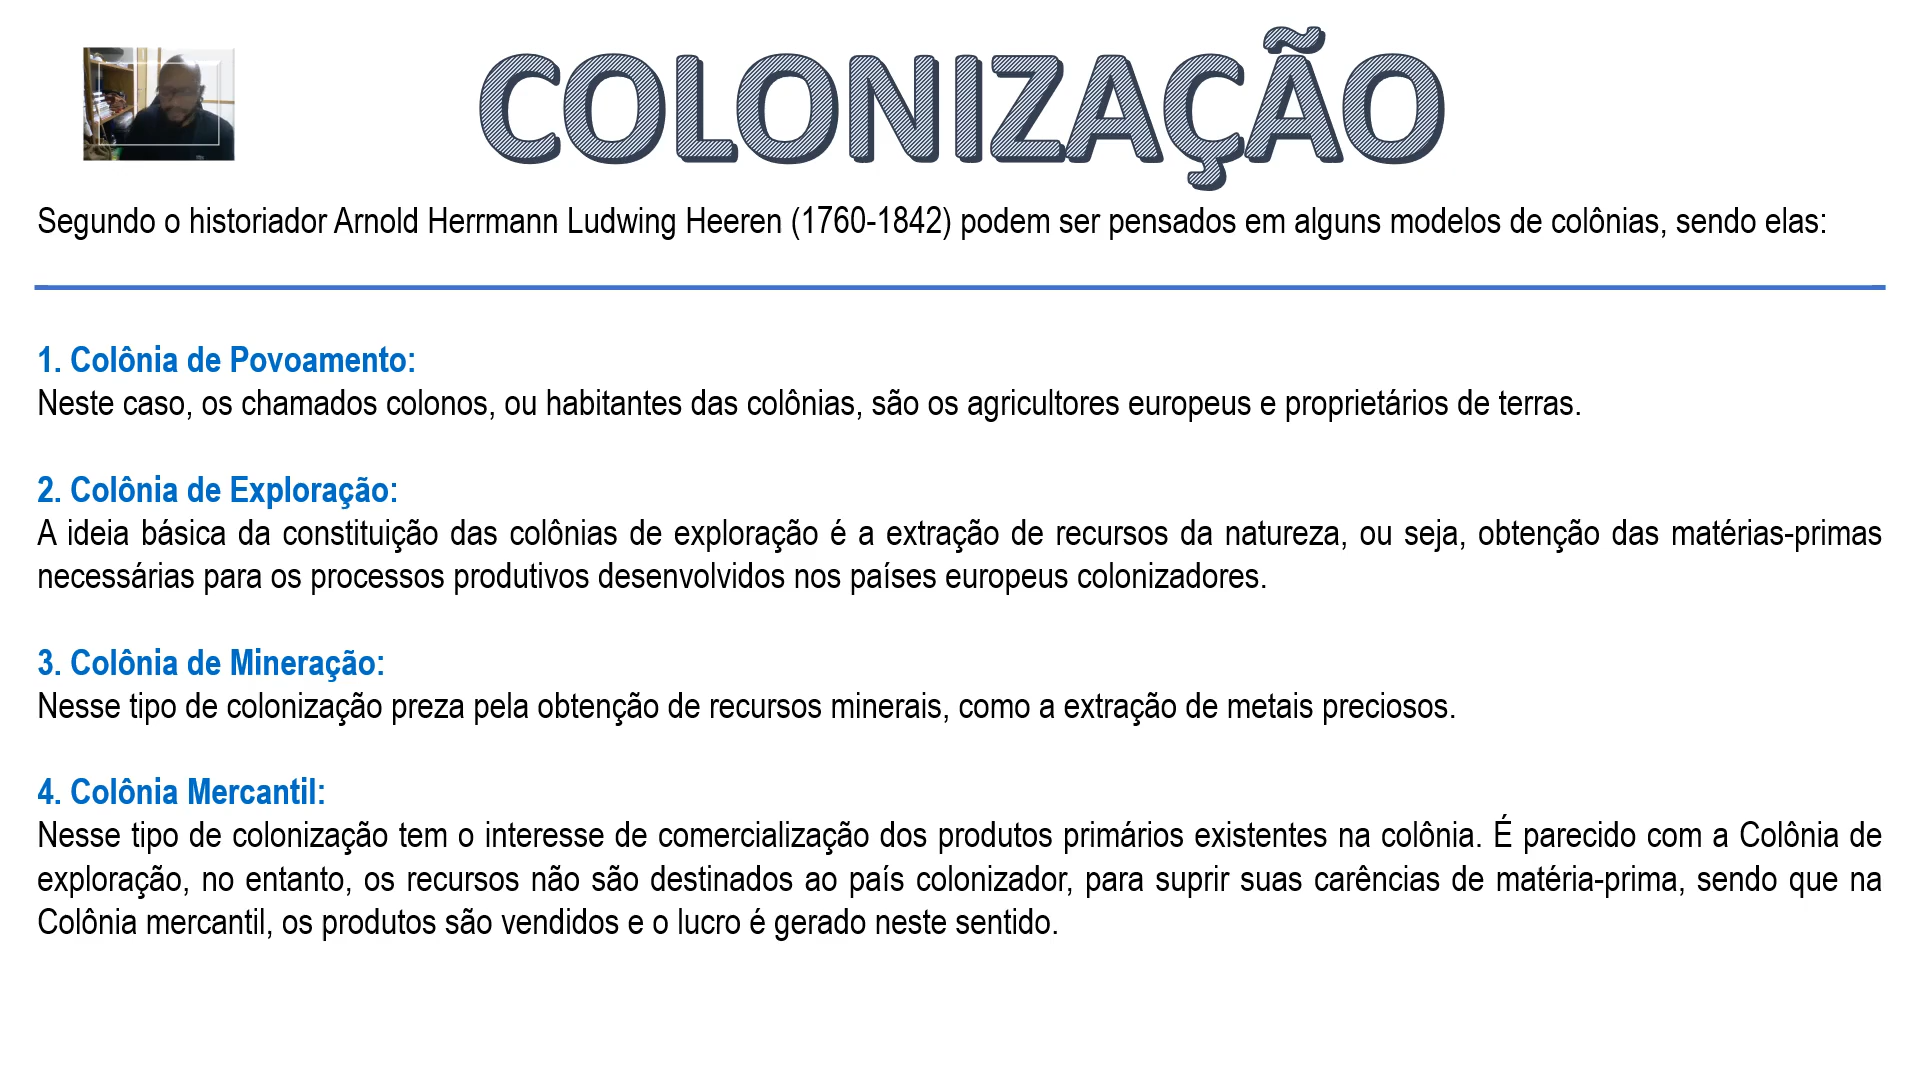 COLONIZAÇÃO
Segundo o historiador Arnold Herrmann Ludwing Heeren (1760-1842) podem ser pensados em alguns modelos de colônias, sendo elas:
1. Colônia de Povoamento:
Neste caso, os chamados colonos, ou habitantes das colônias, são os agricultores europeus e proprietários de terras.
2. Colônia de Exploração:
A ideia básica da constituição das colônias de exploração é a extração de recursos da natureza, ou seja, obtenção das matérias-primas
necessárias para os processos produtivos desenvolvidos nos países europeus colonizadores.
3. Colônia de Mineração:
Nesse tipo de colonização preza pela obtenção de recursos minerais, como a extração de metais preciosos.
4. Colônia Mercantil:
Nesse tipo de colonização tem o interesse de comercialização dos produtos primários existentes na colônia. É parecido com a Colônia de
exploração, no entanto, os recursos não são destinados ao país colonizador, para suprir suas carências de matéria-prima, sendo que na
Colônia mercantil, os produtos são vendidos e o lucro é gerado neste sentido.